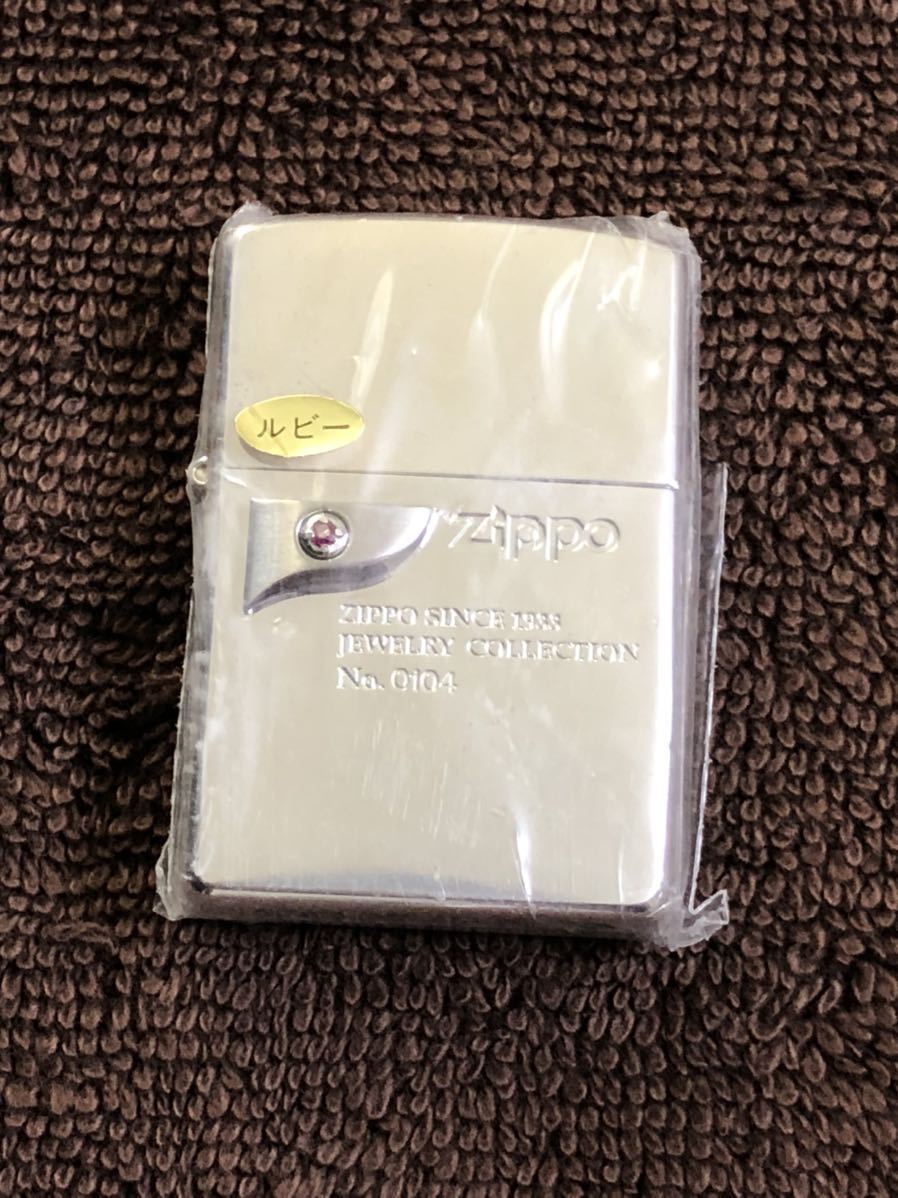 ルビー
Zippo
ZIPPO SINCE 1933
JEWELRY COLLECTION
No. 0104